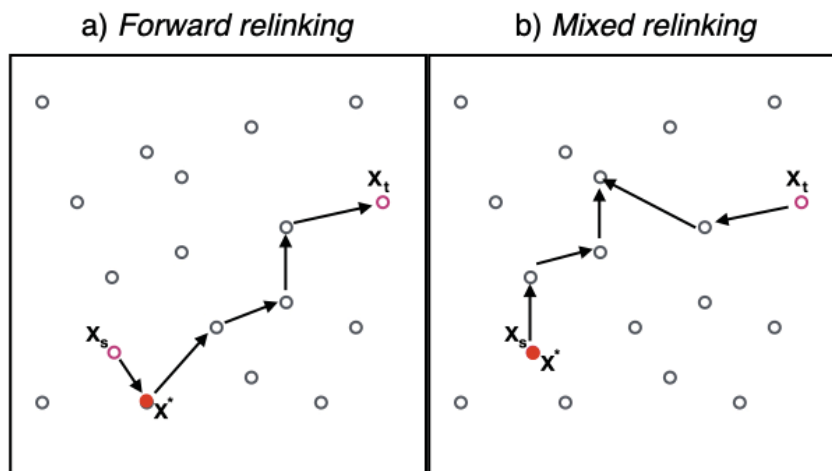 a) Forward relinking
b) Mixed relinking
Xt
Xt
Xs
X*
Xs
X*